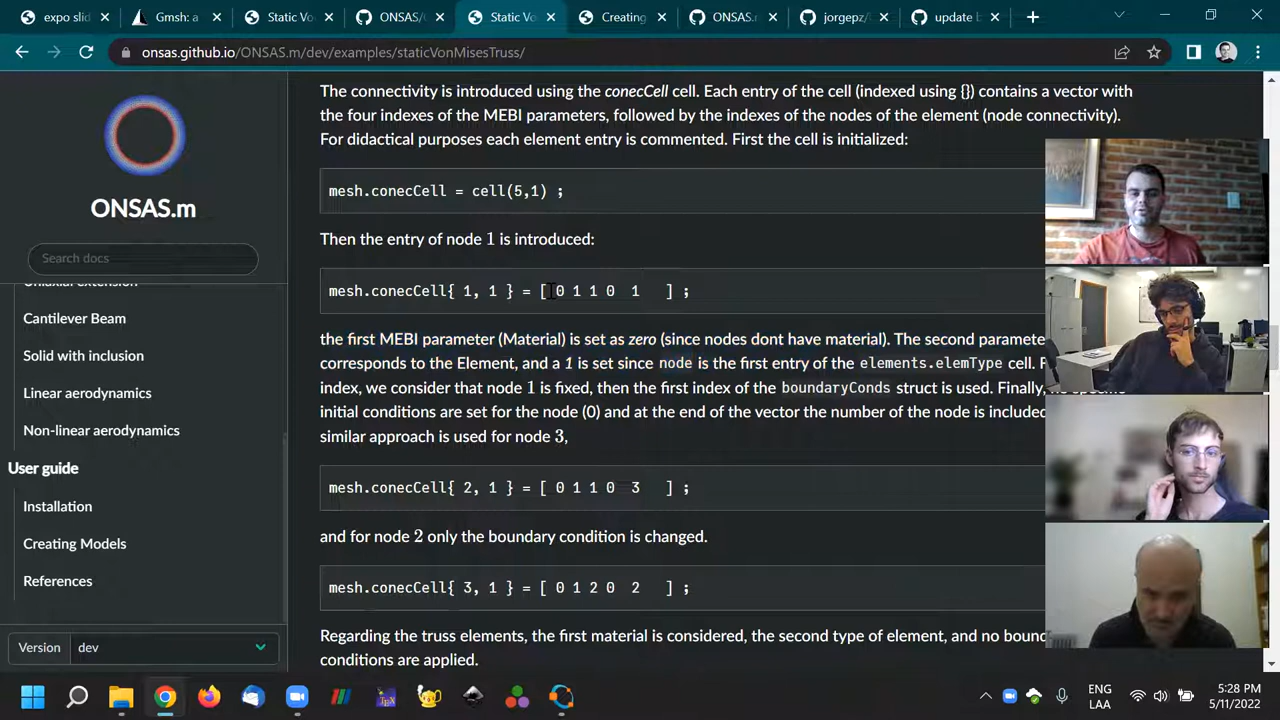 expo slid
Gmsh: a
Static Vo
ONSAS/O
Static Vo
Creating
ONSAS.m
jorgepz/
update b
onsas.github.io/ONSAS.m/dev/examples/staticVonMisesTruss/
ONSAS.m
Search docs
Cantilever Beam
Solid with inclusion
Linear aerodynamics
Non-linear aerodynamics
User guide
Installation
Creating Models
References
Version
dev
The connectivity is introduced using the conecCell cell. Each entry of the cell (indexed using {}) contains a vector with
the four indexes of the MEBI parameters, followed by the indexes of the nodes of the element (node connectivity).
For didactical purposes each element entry is commented. First the cell is initialized:
mesh.conecCell = cell(5,1) ;
Then the entry of node 1 is introduced:
mesh.conecCell{ 1, 1 } = [ 0 1 1 0  1   ] ;
the first MEBI parameter (Material) is set as zero (since nodes dont have material). The second paramete
corresponds to the Element, and a 1 is set since node is the first entry of the elements.elemType cell. F
index, we consider that node 1 is fixed, then the first index of the boundaryConds struct is used. Finally,
initial conditions are set for the node (0) and at the end of the vector the number of the node is include
similar approach is used for node 3,
mesh.conecCell{ 2, 1 } = [ 0 1 1 0  3   ] ;
and for node 2 only the boundary condition is changed.
mesh.conecCell{ 3, 1 } = [ 0 1 2 0  2   ] ;
Regarding the truss elements, the first material is considered, the second type of element, and no boun
conditions are applied.
ENG
LAA
5:28 PM
5/11/2022